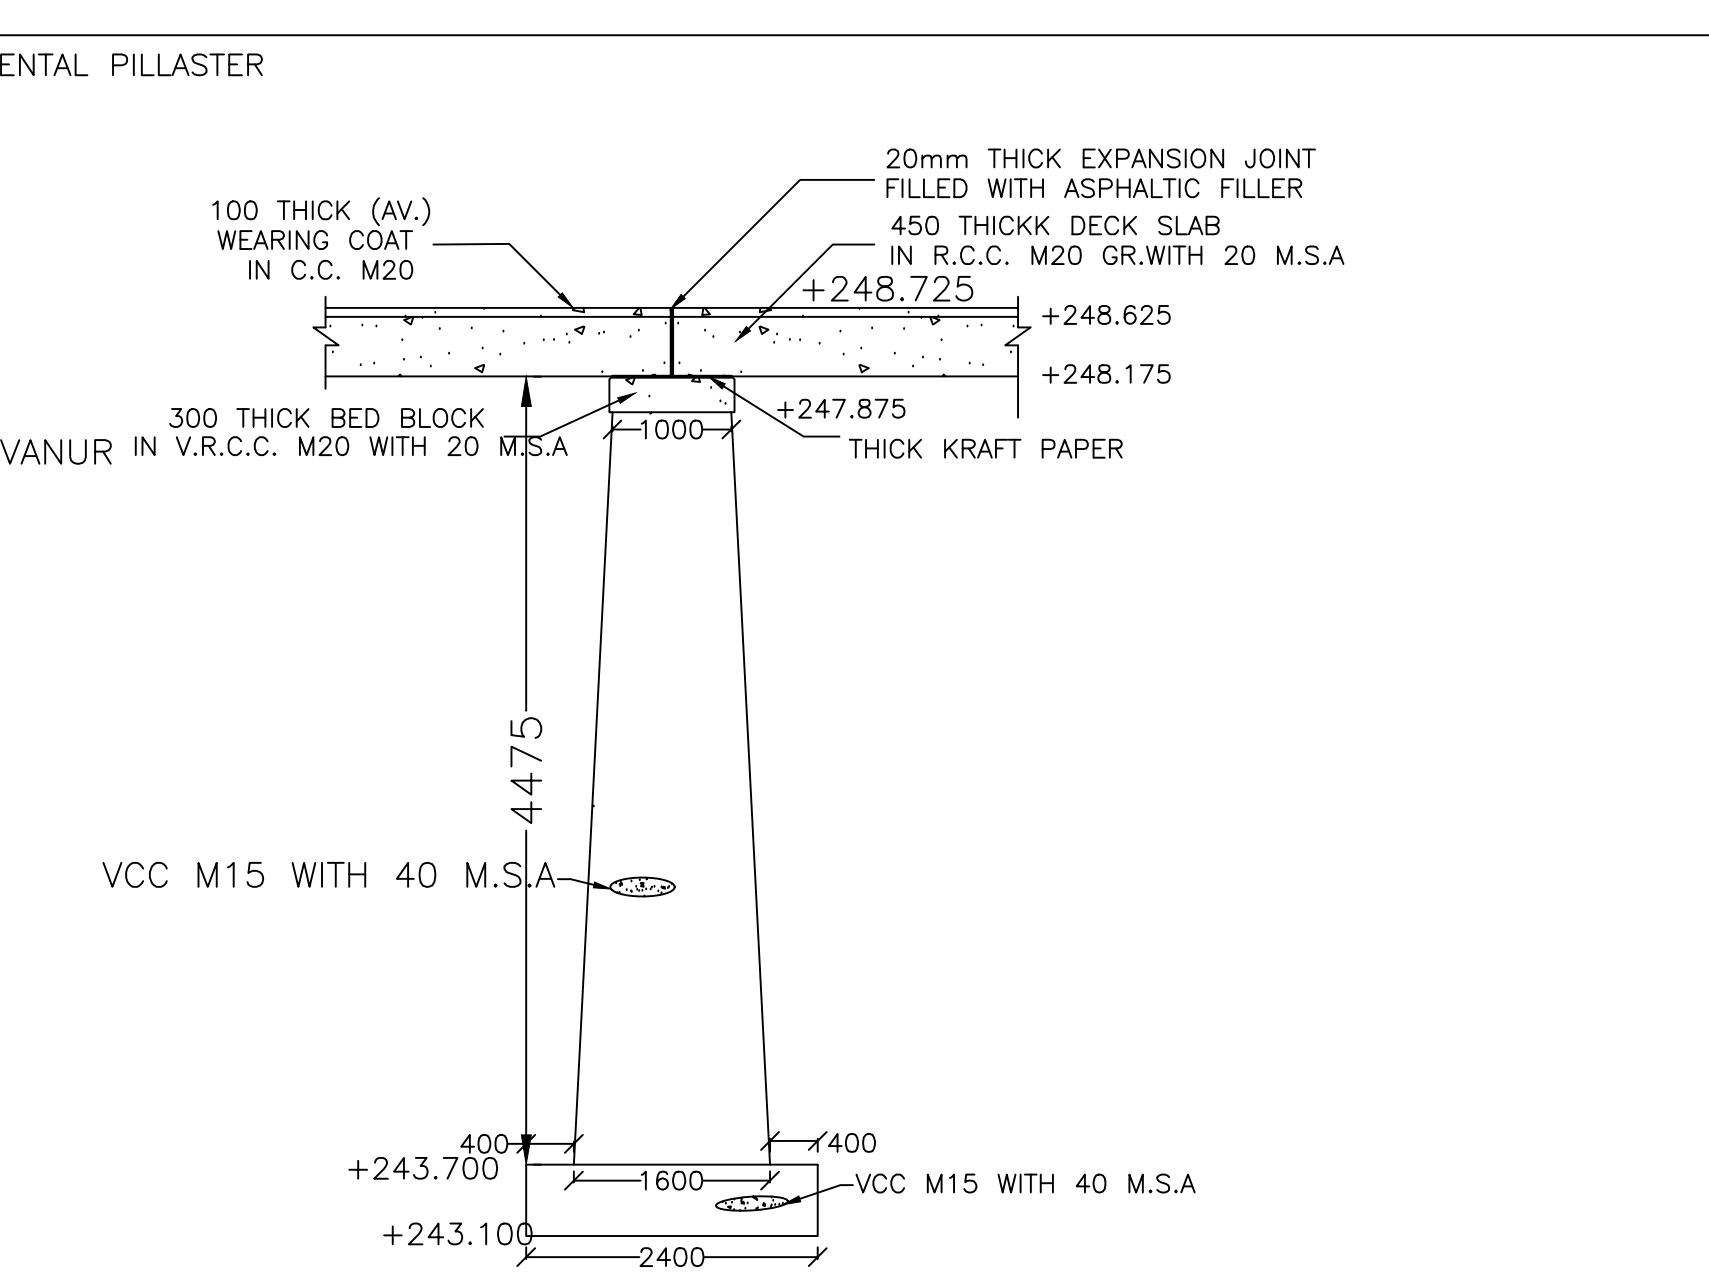 ENTAL PILLASTER
20mm THICK EXPANSION JOINT
FILLED WITH ASPHALTIC FILLER
100 THICK (AV.)
WEARING COAT
IN C.C. M20
450 THICKK DECK SLAB
IN R.C.C. M20 GR.WITH 20 M.S.A
+248.725
+248.625
+248.175
300 THICK BED BLOCK
IN V.R.C.C. M20 WITH 20 M.S.A
+247.875
1000
THICK KRAFT PAPER
VANUR
4475
VCC M15 WITH 40 M.S.A
400
400
+243.700
1600
VCC M15 WITH 40 M.S.A
+243.100
2400